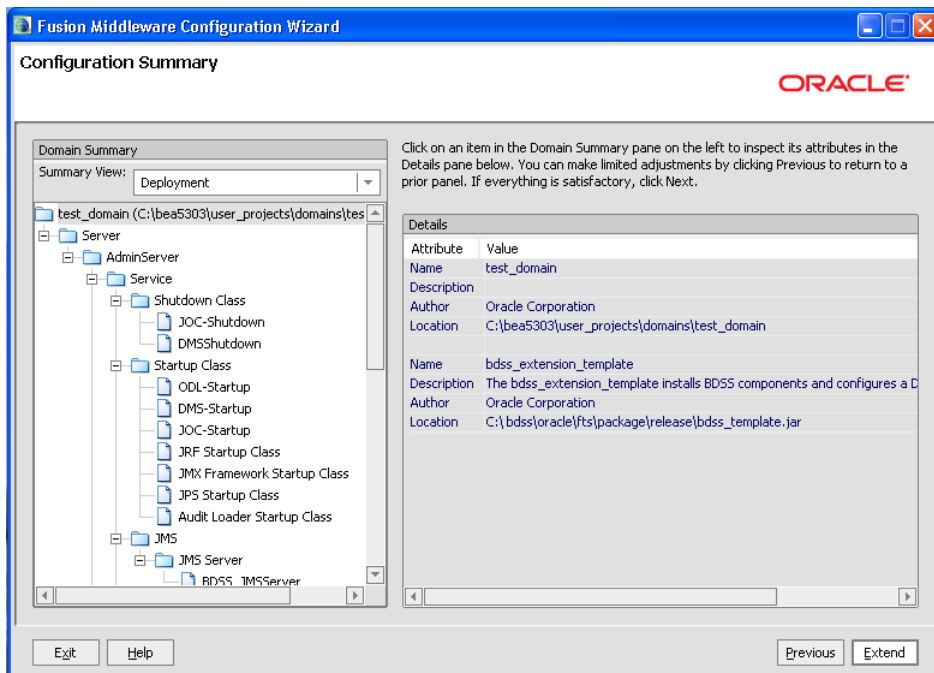 Fusion Middleware Configuration Wizard
Configuration Summary
ORACLE
Domain Summary
Summary View:
Deployment
test_domain (C:\bea5303\user_projects\domains\tes
Server
AdminServer
Service
Shutdown Class
JOC-Shutdown
DMSShutdown
Startup Class
ODL-Startup
DMS-Startup
JOC-Startup
JRF Startup Class
JMX Framework Startup Class
JPS Startup Class
Audit Loader Startup Class
JMS
JMS Server
BDSS_JMSServer
Click on an item in the Domain Summary pane on the left to inspect its attributes in the
Details pane below. You can make limited adjustments by clicking Previous to return to a
prior panel. If everything is satisfactory, click Next.
Details
Attribute Value
Name test_domain
Description
Author Oracle Corporation
Location C:\bea5303\user_projects\domains\test_domain
Name bdss_extension_template
Description The bdss_extension_template installs BDSS components and configures a D
Author Oracle Corporation
Location C:\bdss\oracle\fts\package\release\bdss_template.jar
Exit Help Previous Extend